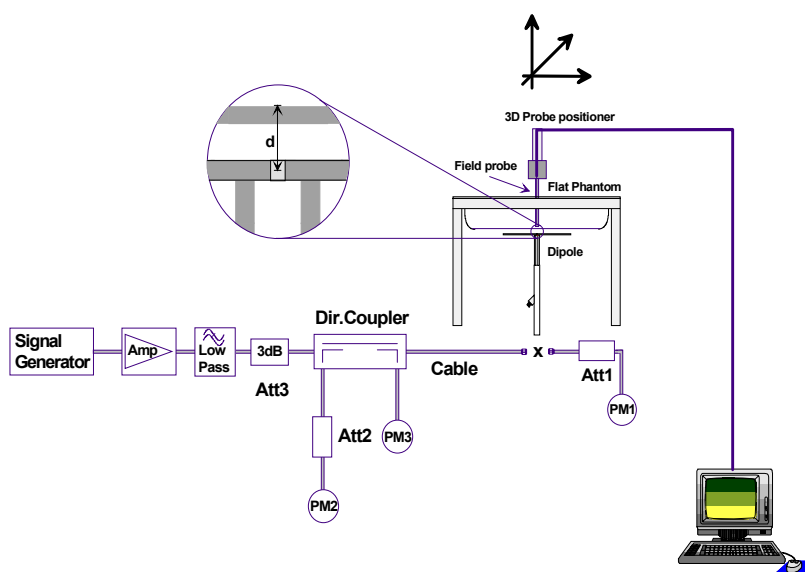 3D Probe positioner
d
Field probe
Flat Phantom
Dipole
Dir.Coupler
Signal
Generator
Amp
Low
Pass
3dB
Cable
x
Att3
Att1
PM1
Att2
PM3
PM2